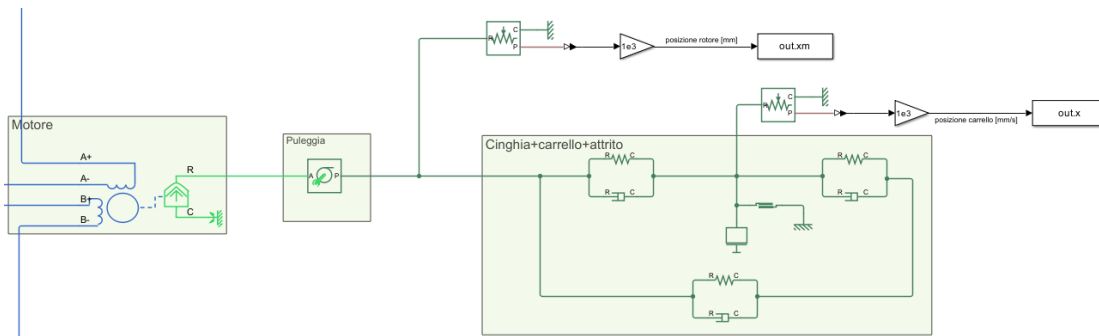 C
R
P
1e3
posizione rotore [mm]
out.xm
C
R
P
1e3
posizione carrello [mm/s]
out.x
Motore
A+
A-
B+
B-
R
C
Puleggia
A
P
Cinghia+carrello+attrito
R
C
R
C
R
C
R
C
R
C
R
C